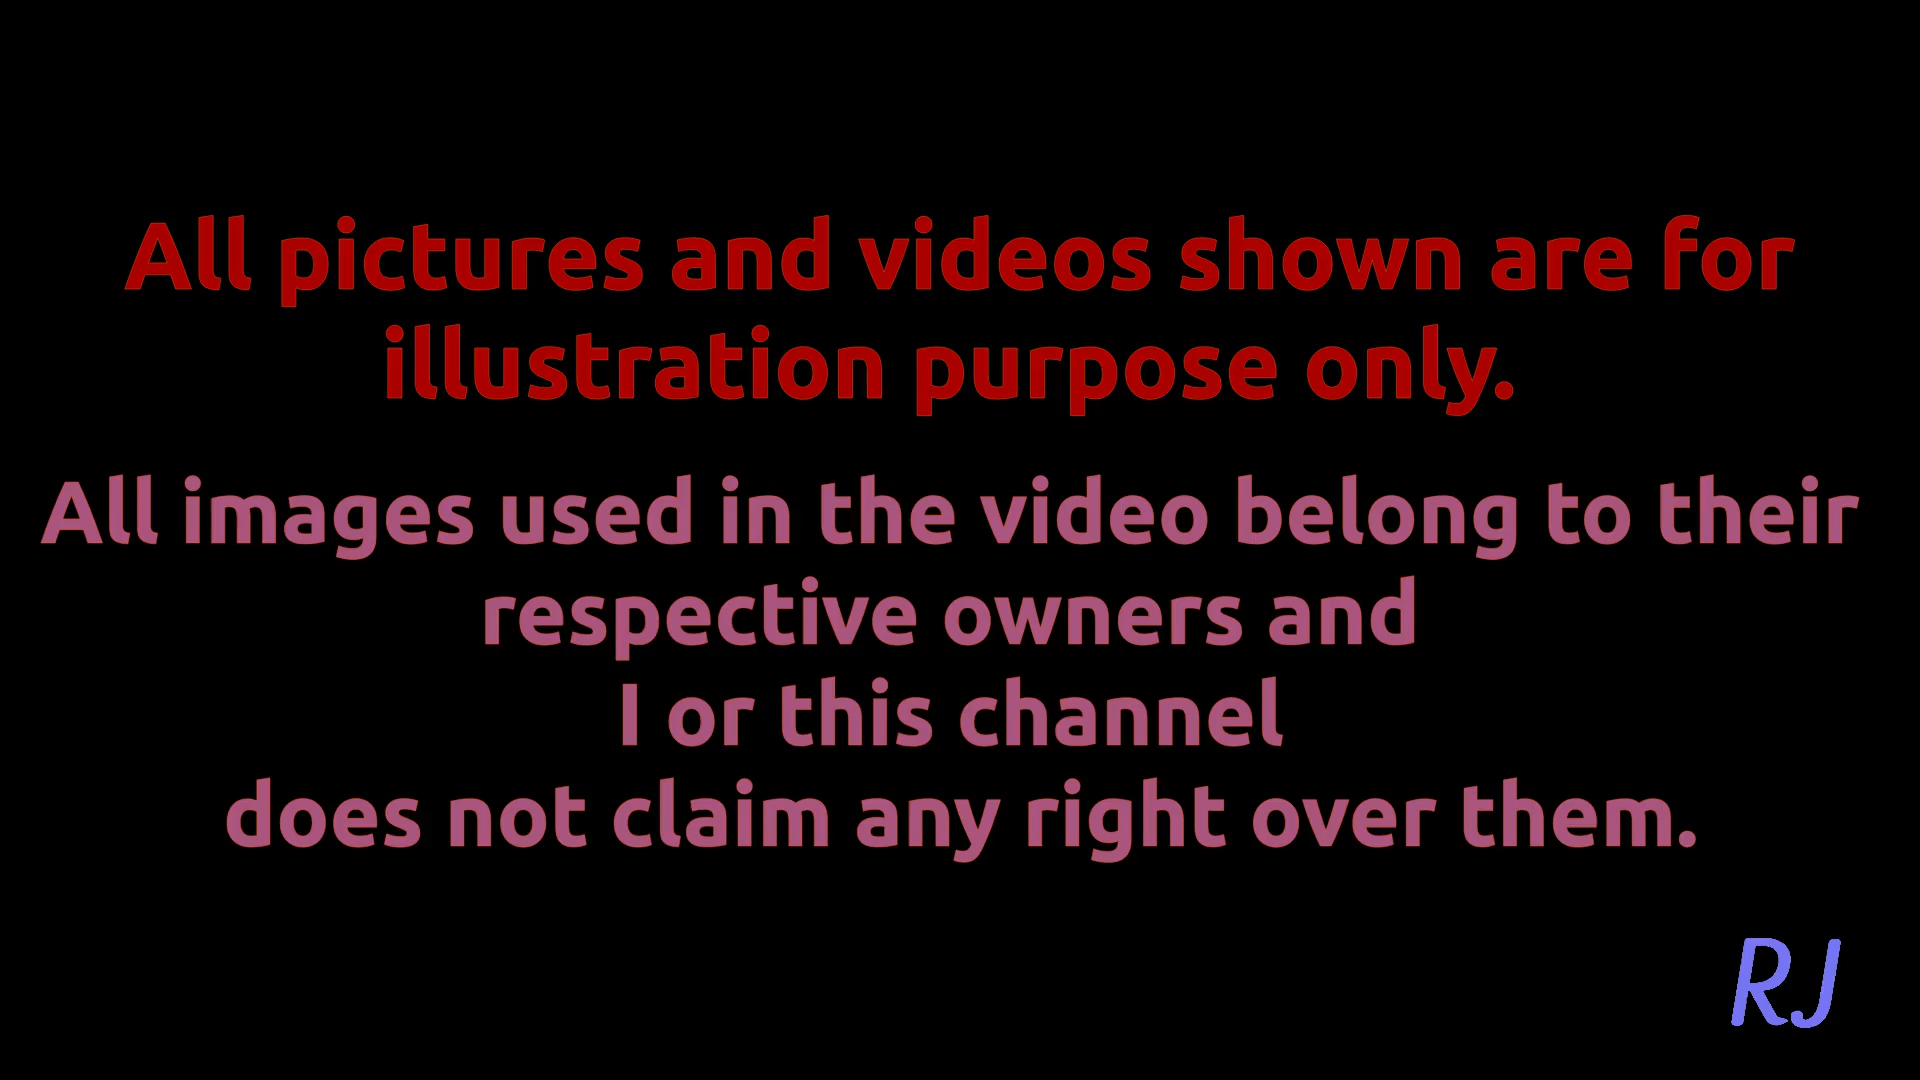 All pictures and videos shown are for
illustration purpose only.
All images used in the video belong to their
respective owners and
I or this channel
does not claim any right over them.
RJ